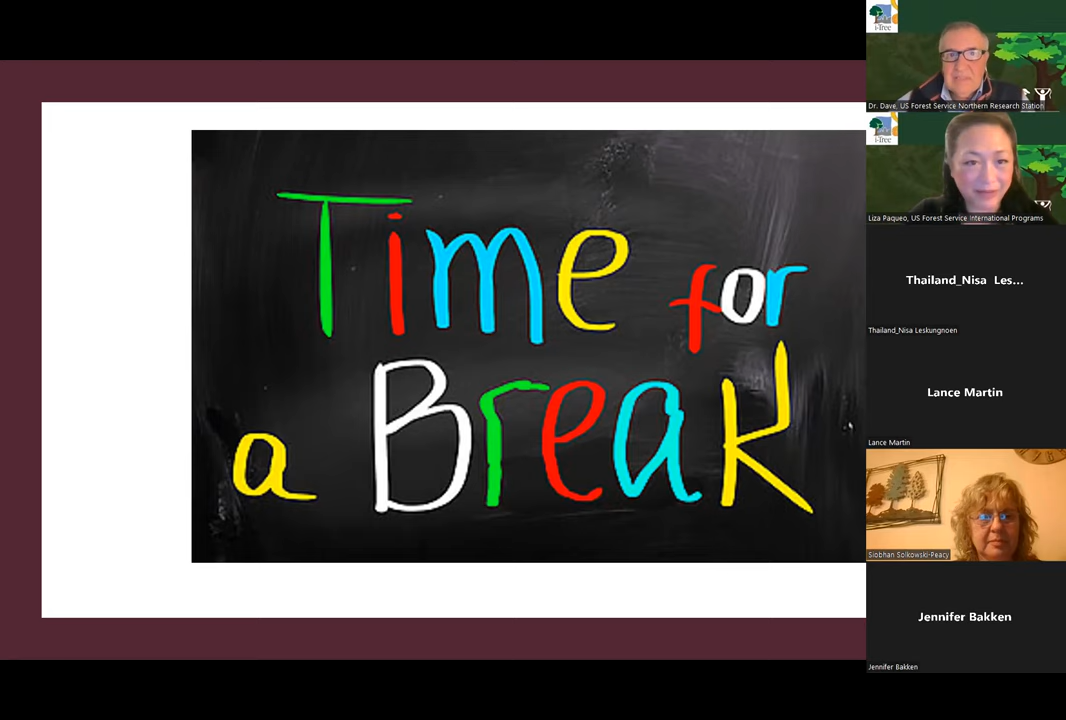 Time for
a Break
i-Tree
Dr. Dave, US Forest Service Northern Research Station
i-Tree
Liza Paqueo, US Forest Service International Programs
Thailand_Nisa Les...
Thailand_Nisa Leskungnoen
Lance Martin
Lance Martin
Siobhan Solkowski-Peacy
Jennifer Bakken
Jennifer Bakken